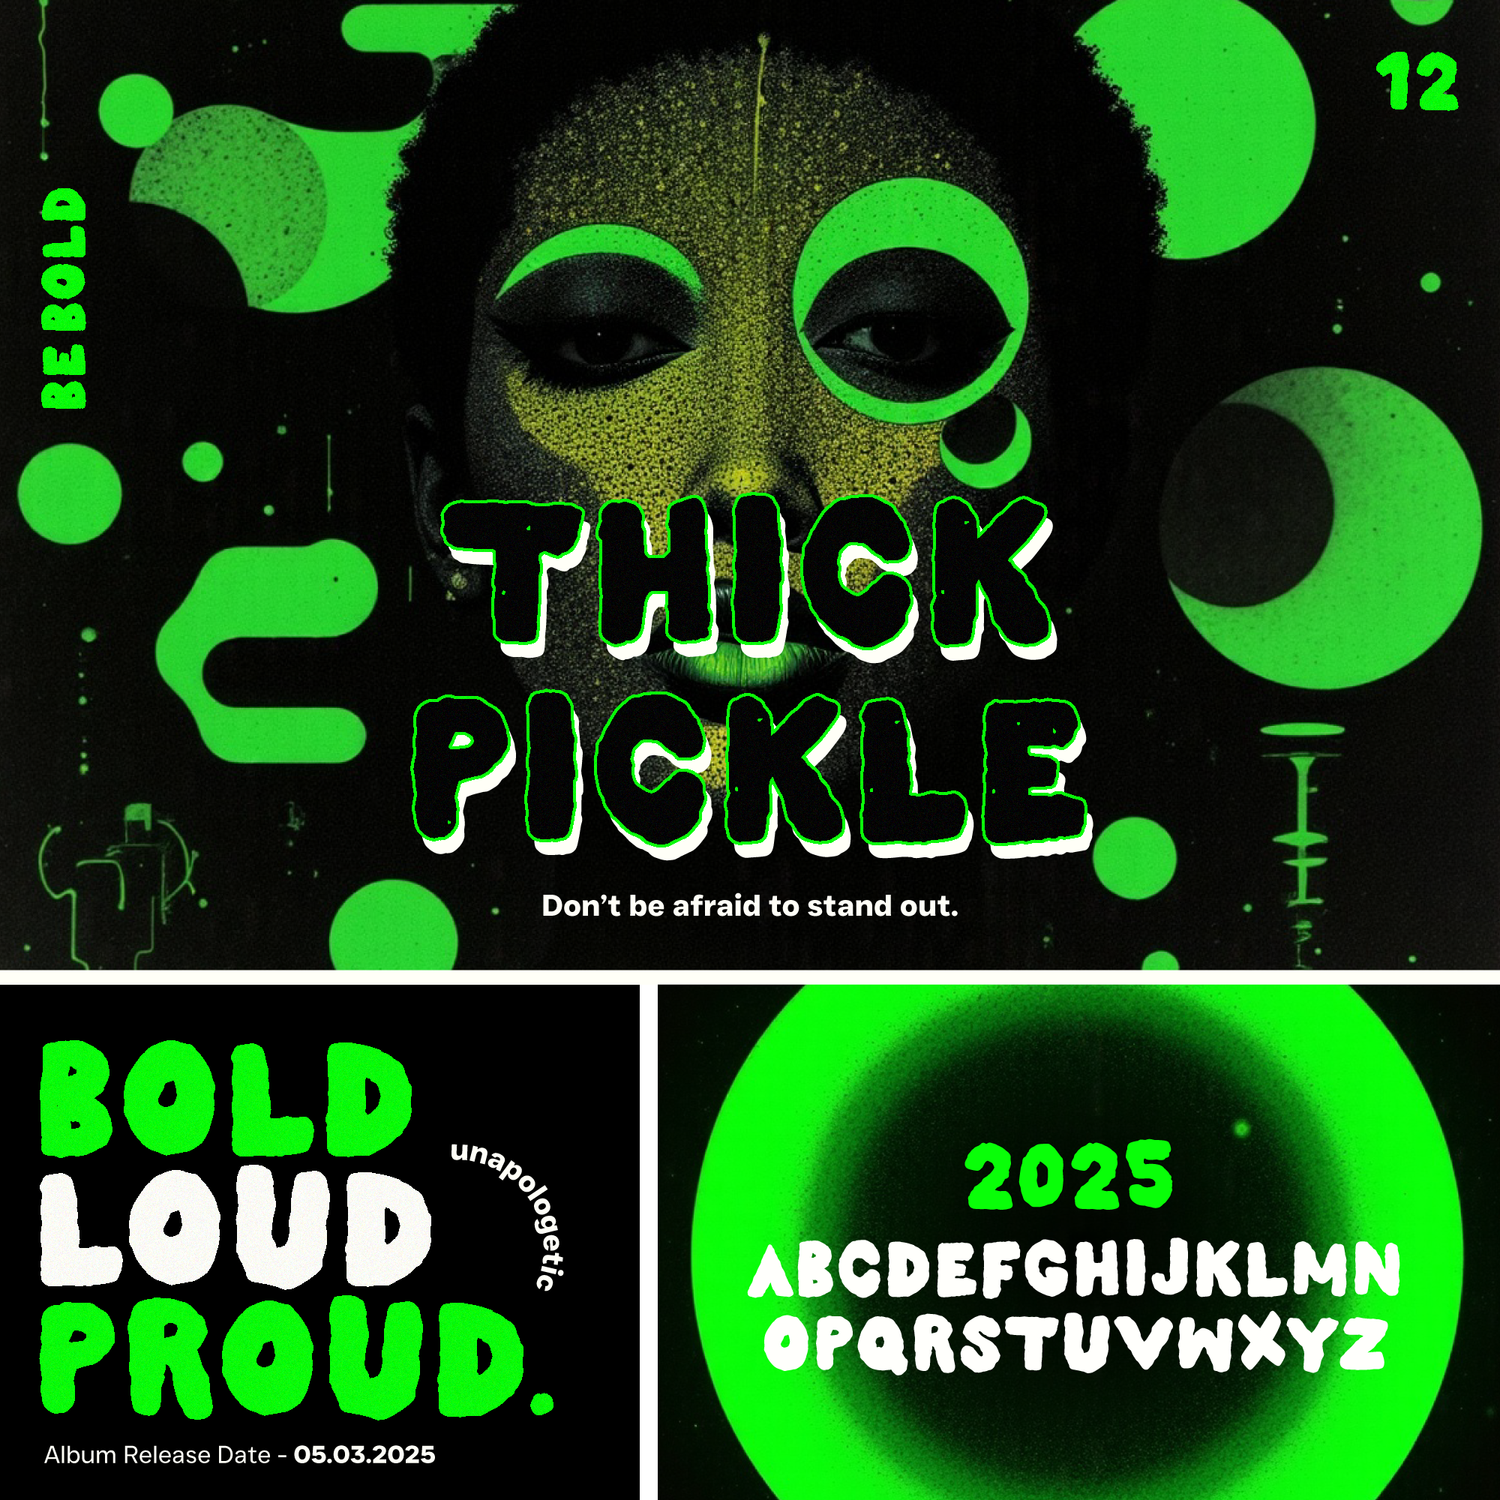 12
BE BOLD
THICK
PICKLE
Don't be afraid to stand out.
BOLD
LOUD
PROUD.
unapologetic
Album Release Date - 05.03.2025
2025
ABCDEFGHIJKLMN
OPQRSTUVWXYZ